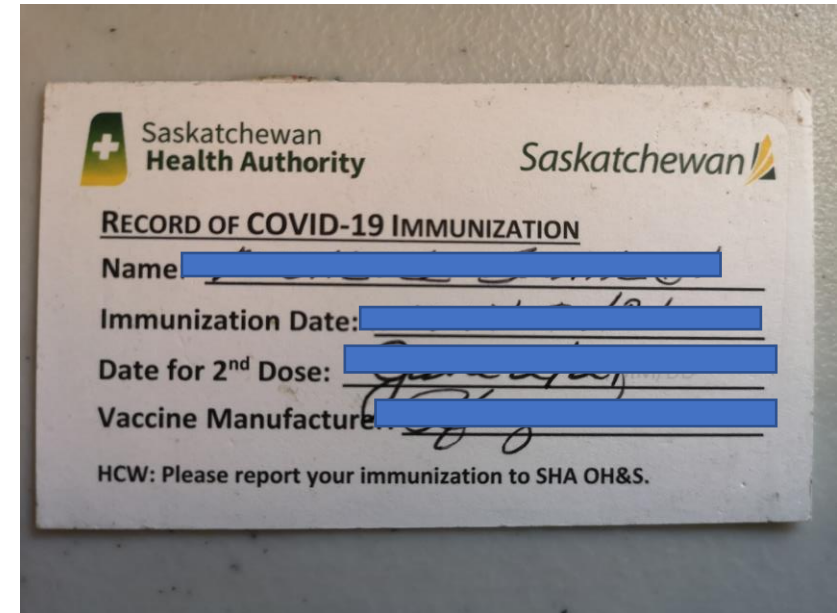 Saskatchewan
Health Authority
Saskatchewan
RECORD OF COVID-19 IMMUNIZATION
Name:
Immunization Date:
Date for 2nd Dose:
Vaccine Manufacturer
HCW: Please report your immunization to SHA OH&S.